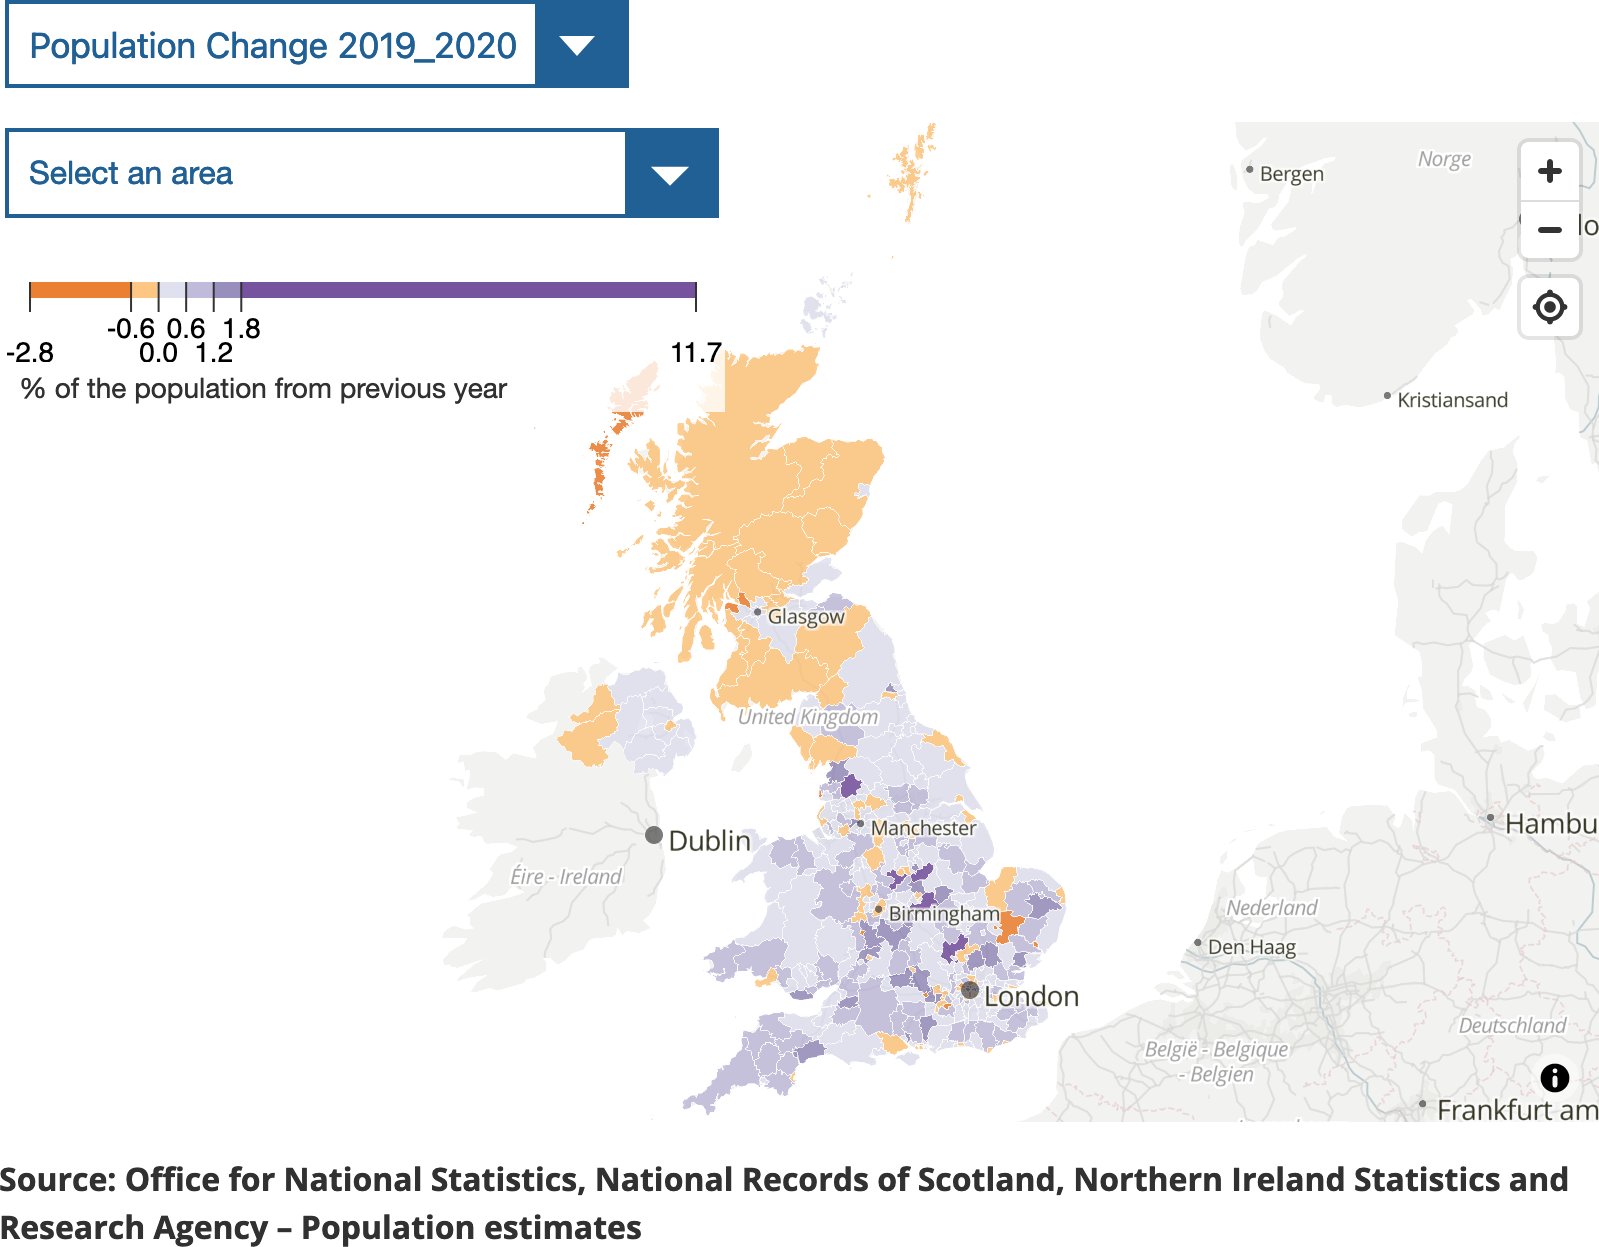 Population Change 2019_2020
Select an area
-0.6 0.6 1.8
-2.8 0.0 1.2 11.7
% of the population from previous year
Bergen
Norge
lo
Kristiansand
Glasgow
United Kingdom
Dublin
Éire - Ireland
Manchester
Birmingham
London
Hambu
Nederland
Den Haag
Deutschland
België - Belgique
- Belgien
Frankfurt am
Source: Office for National Statistics, National Records of Scotland, Northern Ireland Statistics and
Research Agency – Population estimates